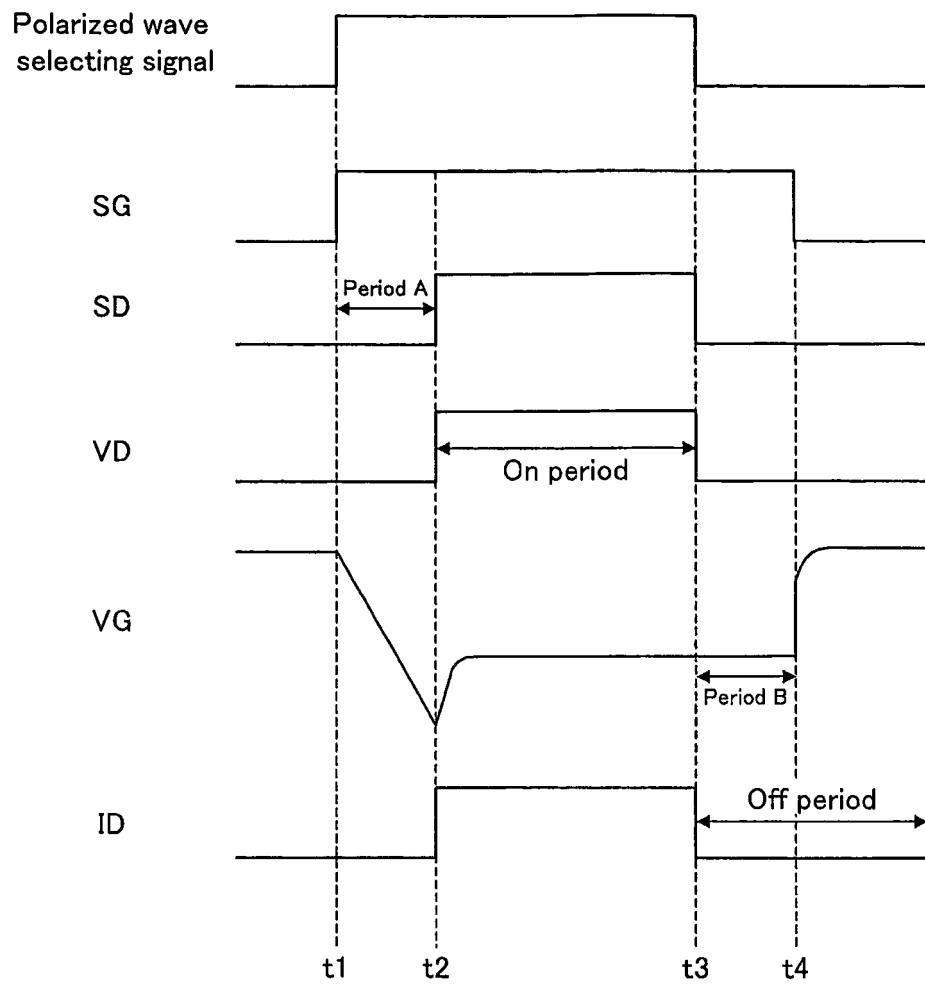 Polarized wave
selecting signal
SG
Period A
SD
VD
On period
VG
Period B
Off period
ID
t1 t2 t3 t4